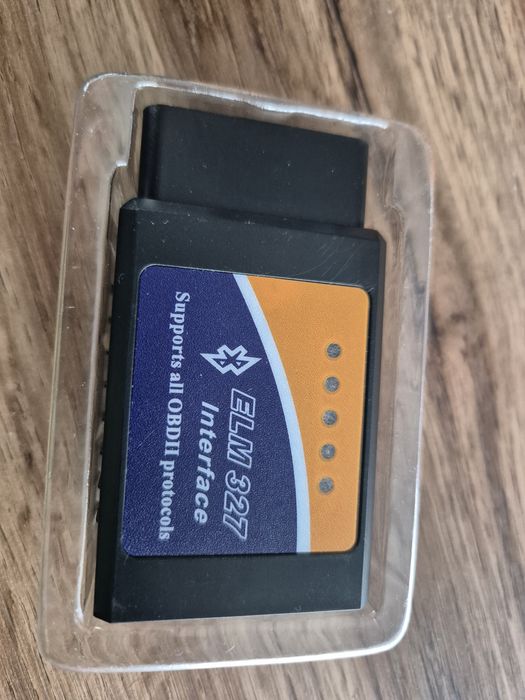 ELM 327
Interface
Supports all OBDII protocols